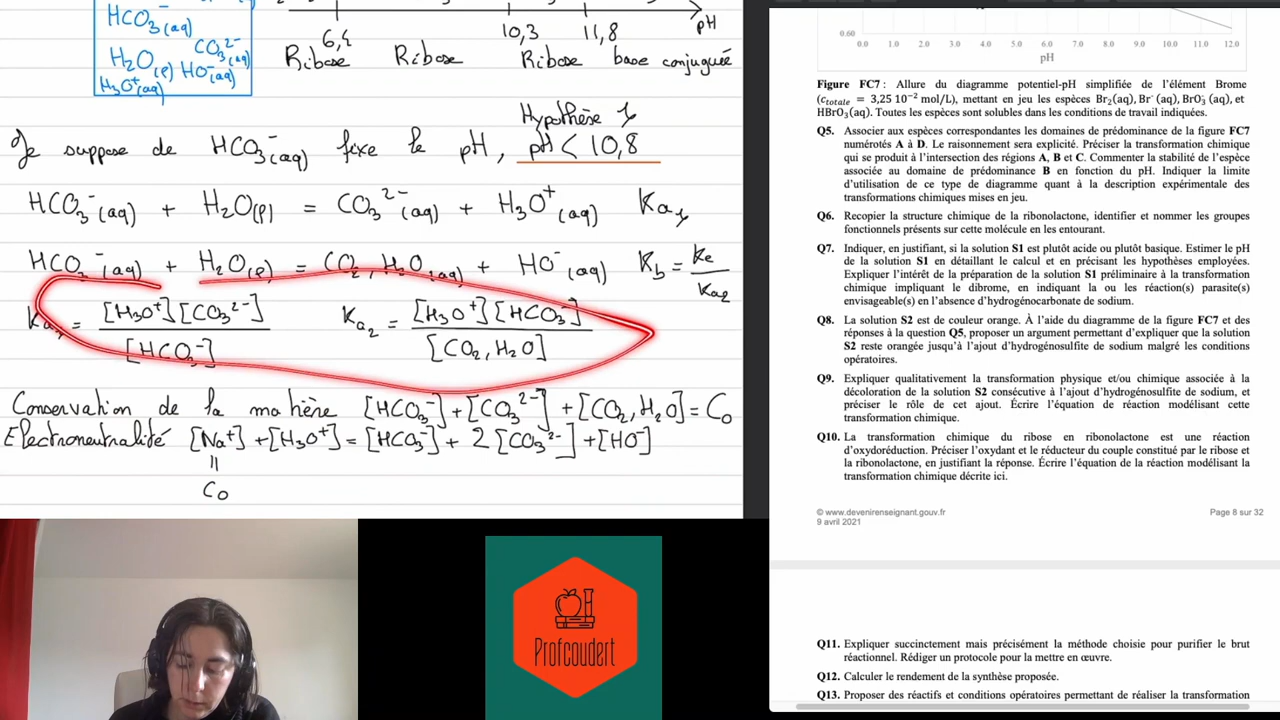 HCO₃⁻(aq)
H₂O(l) CO₃²⁻(aq)
HO⁻(aq)
H₃O⁺(aq)
6,4 10,3 11,8 pH
Ribose Ribose Ribose base conjuguée
Hypothèse 1
Je suppose de HCO₃⁻(aq) fixe le pH, pH < 10,8
HCO₃⁻(aq) + H₂O(l) = CO₃²⁻(aq) + H₃O⁺(aq) Ka₁
HCO₃⁻(aq) + H₂O(l) = CO₂,H₂O(aq) + HO⁻(aq) Kb = Ke/Ka₂
Ka₁ = [H₃O⁺][CO₃²⁻]/[HCO₃⁻] Ka₂ = [H₃O⁺][HCO₃⁻]/[CO₂,H₂O]
Conservation de la matière [HCO₃⁻]+[CO₃²⁻]+[CO₂,H₂O]=C₀
Electroneutralité [Na⁺]+[H₃O⁺]=[HCO₃⁻]+2[CO₃²⁻]+[HO⁻]
=
C₀
Profcoudert
0.60
0.0 1.0 2.0 3.0 4.0 5.0 6.0 7.0 8.0 9.0 10.0 11.0 12.0
pH
Figure FC7 : Allure du diagramme potentiel-pH simplifiée de l'élément Brome
(c_totale = 3,25 10⁻² mol/L), mettant en jeu les espèces Br₂(aq), Br⁻(aq), BrO₃⁻(aq), et
HBrO₃(aq). Toutes les espèces sont solubles dans les conditions de travail indiquées.
Q5. Associer aux espèces correspondantes les domaines de prédominance de la figure FC7
numérotés A à D. Le raisonnement sera explicité. Préciser la transformation chimique
qui se produit à l'intersection des régions A, B et C. Commenter la stabilité de l'espèce
associée au domaine de prédominance B en fonction du pH. Indiquer la limite
d'utilisation de ce type de diagramme quant à la description expérimentale des
transformations chimiques mises en jeu.
Q6. Recopier la structure chimique de la ribonolactone, identifier et nommer les groupes
fonctionnels présents sur cette molécule en les entourant.
Q7. Indiquer, en justifiant, si la solution S1 est plutôt acide ou plutôt basique. Estimer le pH
de la solution S1 en détaillant le calcul et en précisant les hypothèses employées.
Expliquer l'intérêt de la préparation de la solution S1 préliminaire à la transformation
chimique impliquant le dibrome, en indiquant la ou les réaction(s) parasite(s)
envisageable(s) en l'absence d'hydrogénocarbonate de sodium.
Q8. La solution S2 est de couleur orange. À l'aide du diagramme de la figure FC7 et des
réponses à la question Q5, proposer un argument permettant d'expliquer que la solution
S2 reste orangée jusqu'à l'ajout d'hydrogénosulfite de sodium malgré les conditions
opératoires.
Q9. Expliquer qualitativement la transformation physique et/ou chimique associée à la
décoloration de la solution S2 consécutive à l'ajout d'hydrogénosulfite de sodium, et
préciser le rôle de cet ajout. Écrire l'équation de réaction modélisant cette
transformation chimique.
Q10. La transformation chimique du ribose en ribonolactone est une réaction
d'oxydoréduction. Préciser l'oxydant et le réducteur du couple constitué par le ribose et
la ribonolactone, en justifiant la réponse. Écrire l'équation de la réaction modélisant la
transformation chimique décrite ici.
© www.devenirenseignant.gouv.fr Page 8 sur 32
9 avril 2021
Q11. Expliquer succinctement mais précisément la méthode choisie pour purifier le brut
réactionnel. Rédiger un protocole pour la mettre en œuvre.
Q12. Calculer le rendement de la synthèse proposée.
Q13. Proposer des réactifs et conditions opératoires permettant de réaliser la transformation